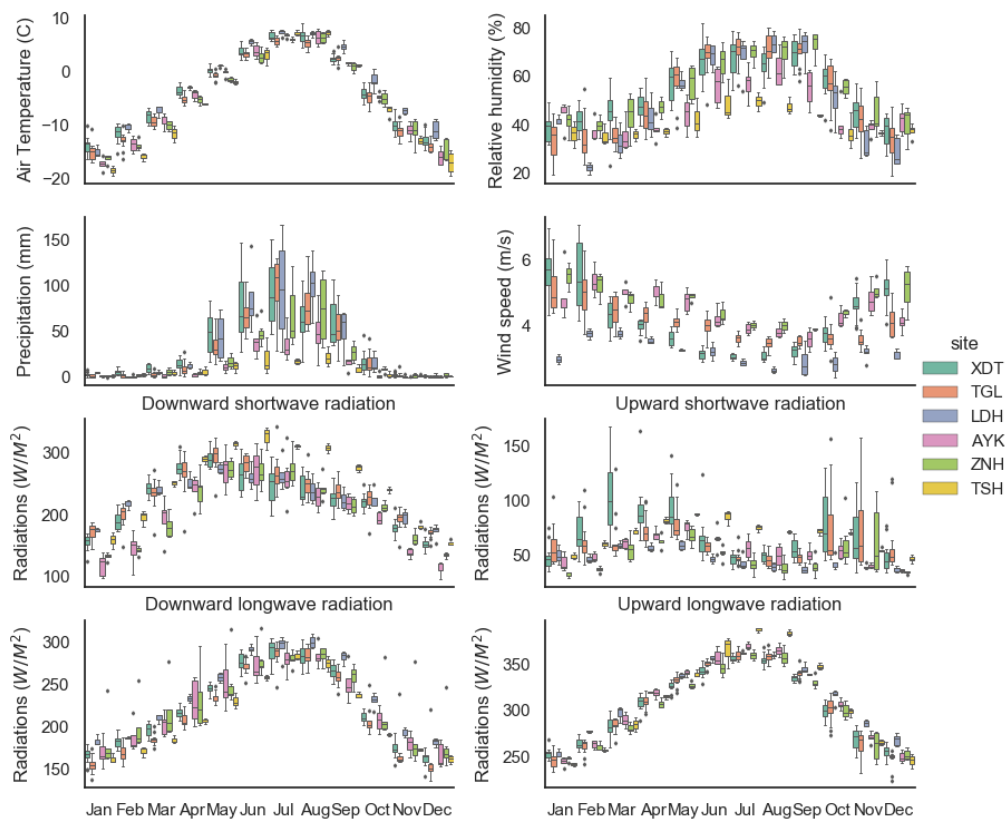 Air Temperature (C)
10
0
−10
−20
Relative humidity (%)
80
60
40
20
Precipitation (mm)
150
100
50
0
Wind speed (m/s)
6
4
site
XDT
TGL
LDH
AYK
ZNH
TSH
Downward shortwave radiation
Radiations (W/M²)
300
200
100
Upward shortwave radiation
Radiations (W/M²)
150
100
50
Downward longwave radiation
Radiations (W/M²)
300
250
200
150
Jan Feb Mar Apr May Jun Jul Aug Sep Oct Nov Dec
Upward longwave radiation
Radiations (W/M²)
350
300
250
Jan Feb Mar Apr May Jun Jul Aug Sep Oct Nov Dec